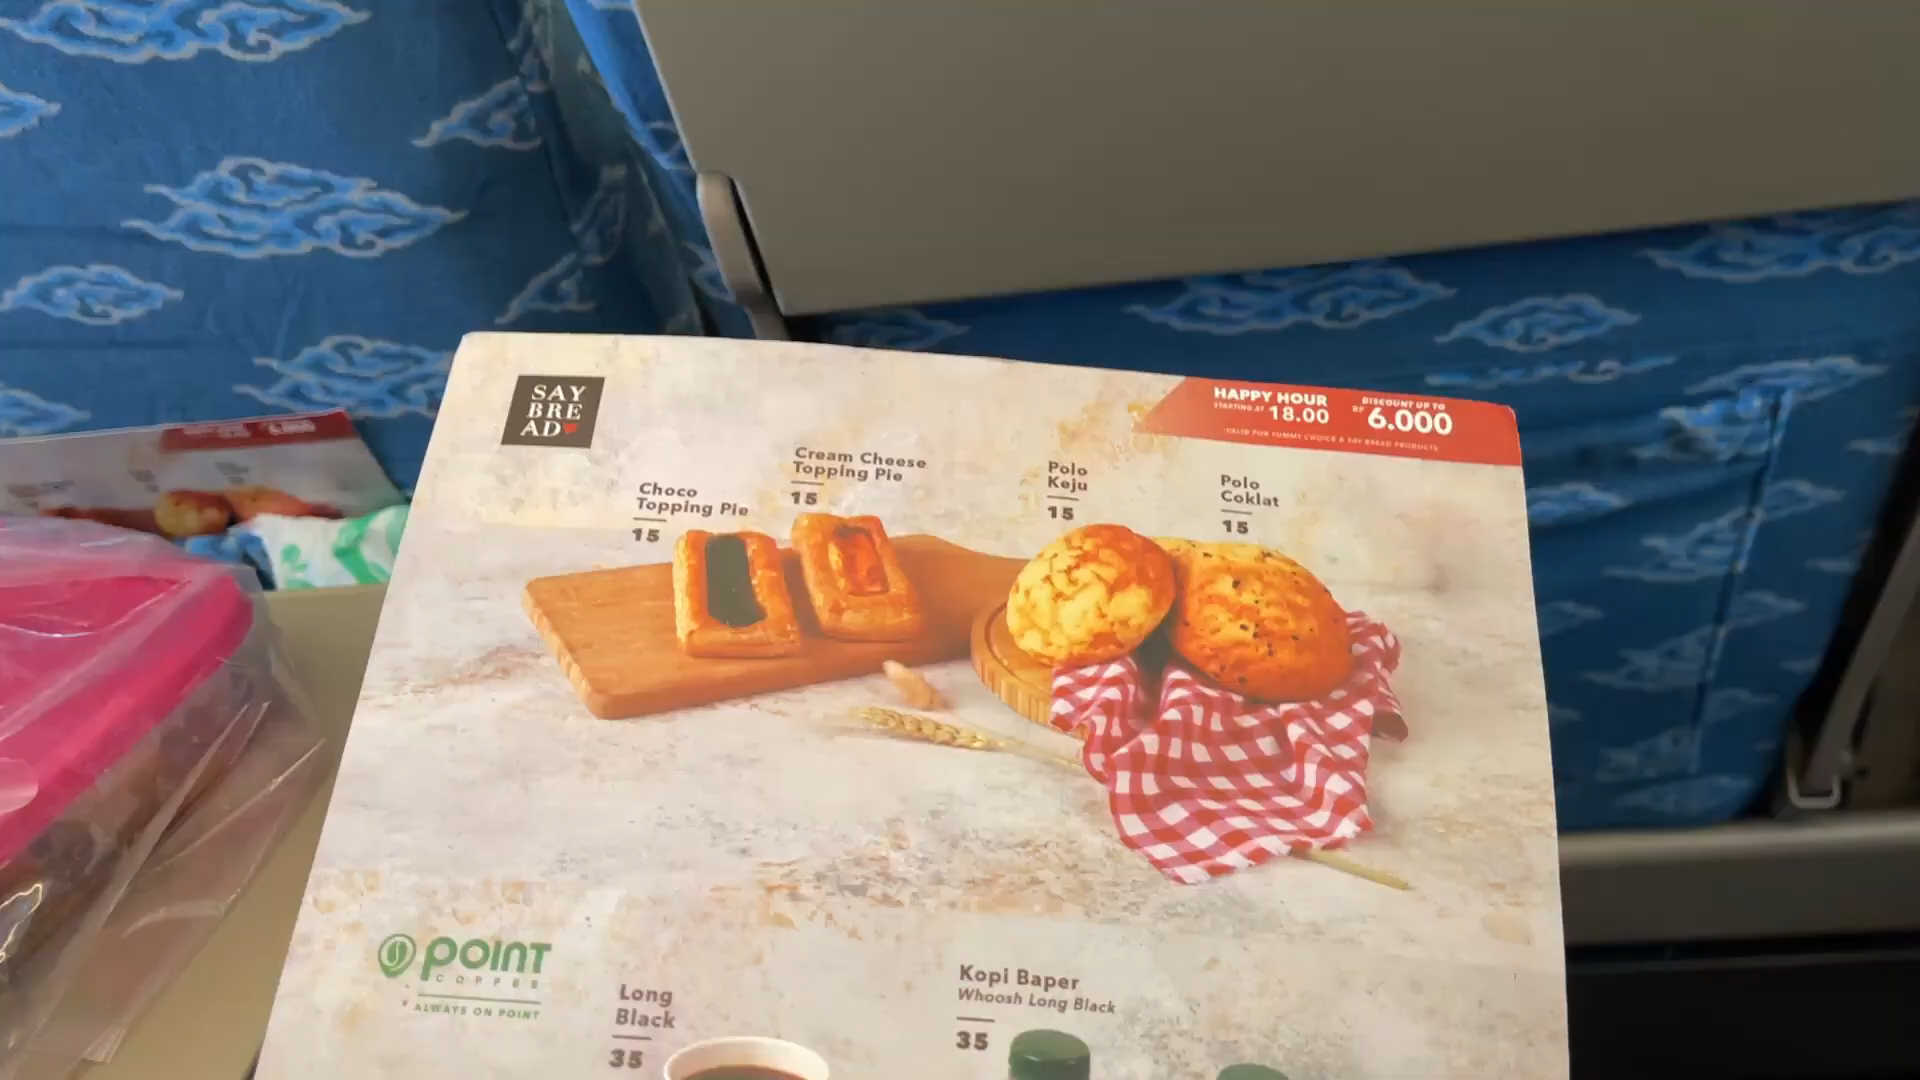 SAY
BRE
AD
HAPPY HOUR
STARTING AT 18.00
DISCOUNT UP TO
RP 6.000
VALID FOR YUMMY CHOICE & SAY BREAD PRODUCTS
Choco
Topping Pie
15
Cream Cheese
Topping Pie
15
Polo
Keju
15
Polo
Coklat
15
POINT
COFFEE
ALWAYS ON POINT
Long
Black
35
Kopi Baper
Whoosh Long Black
35